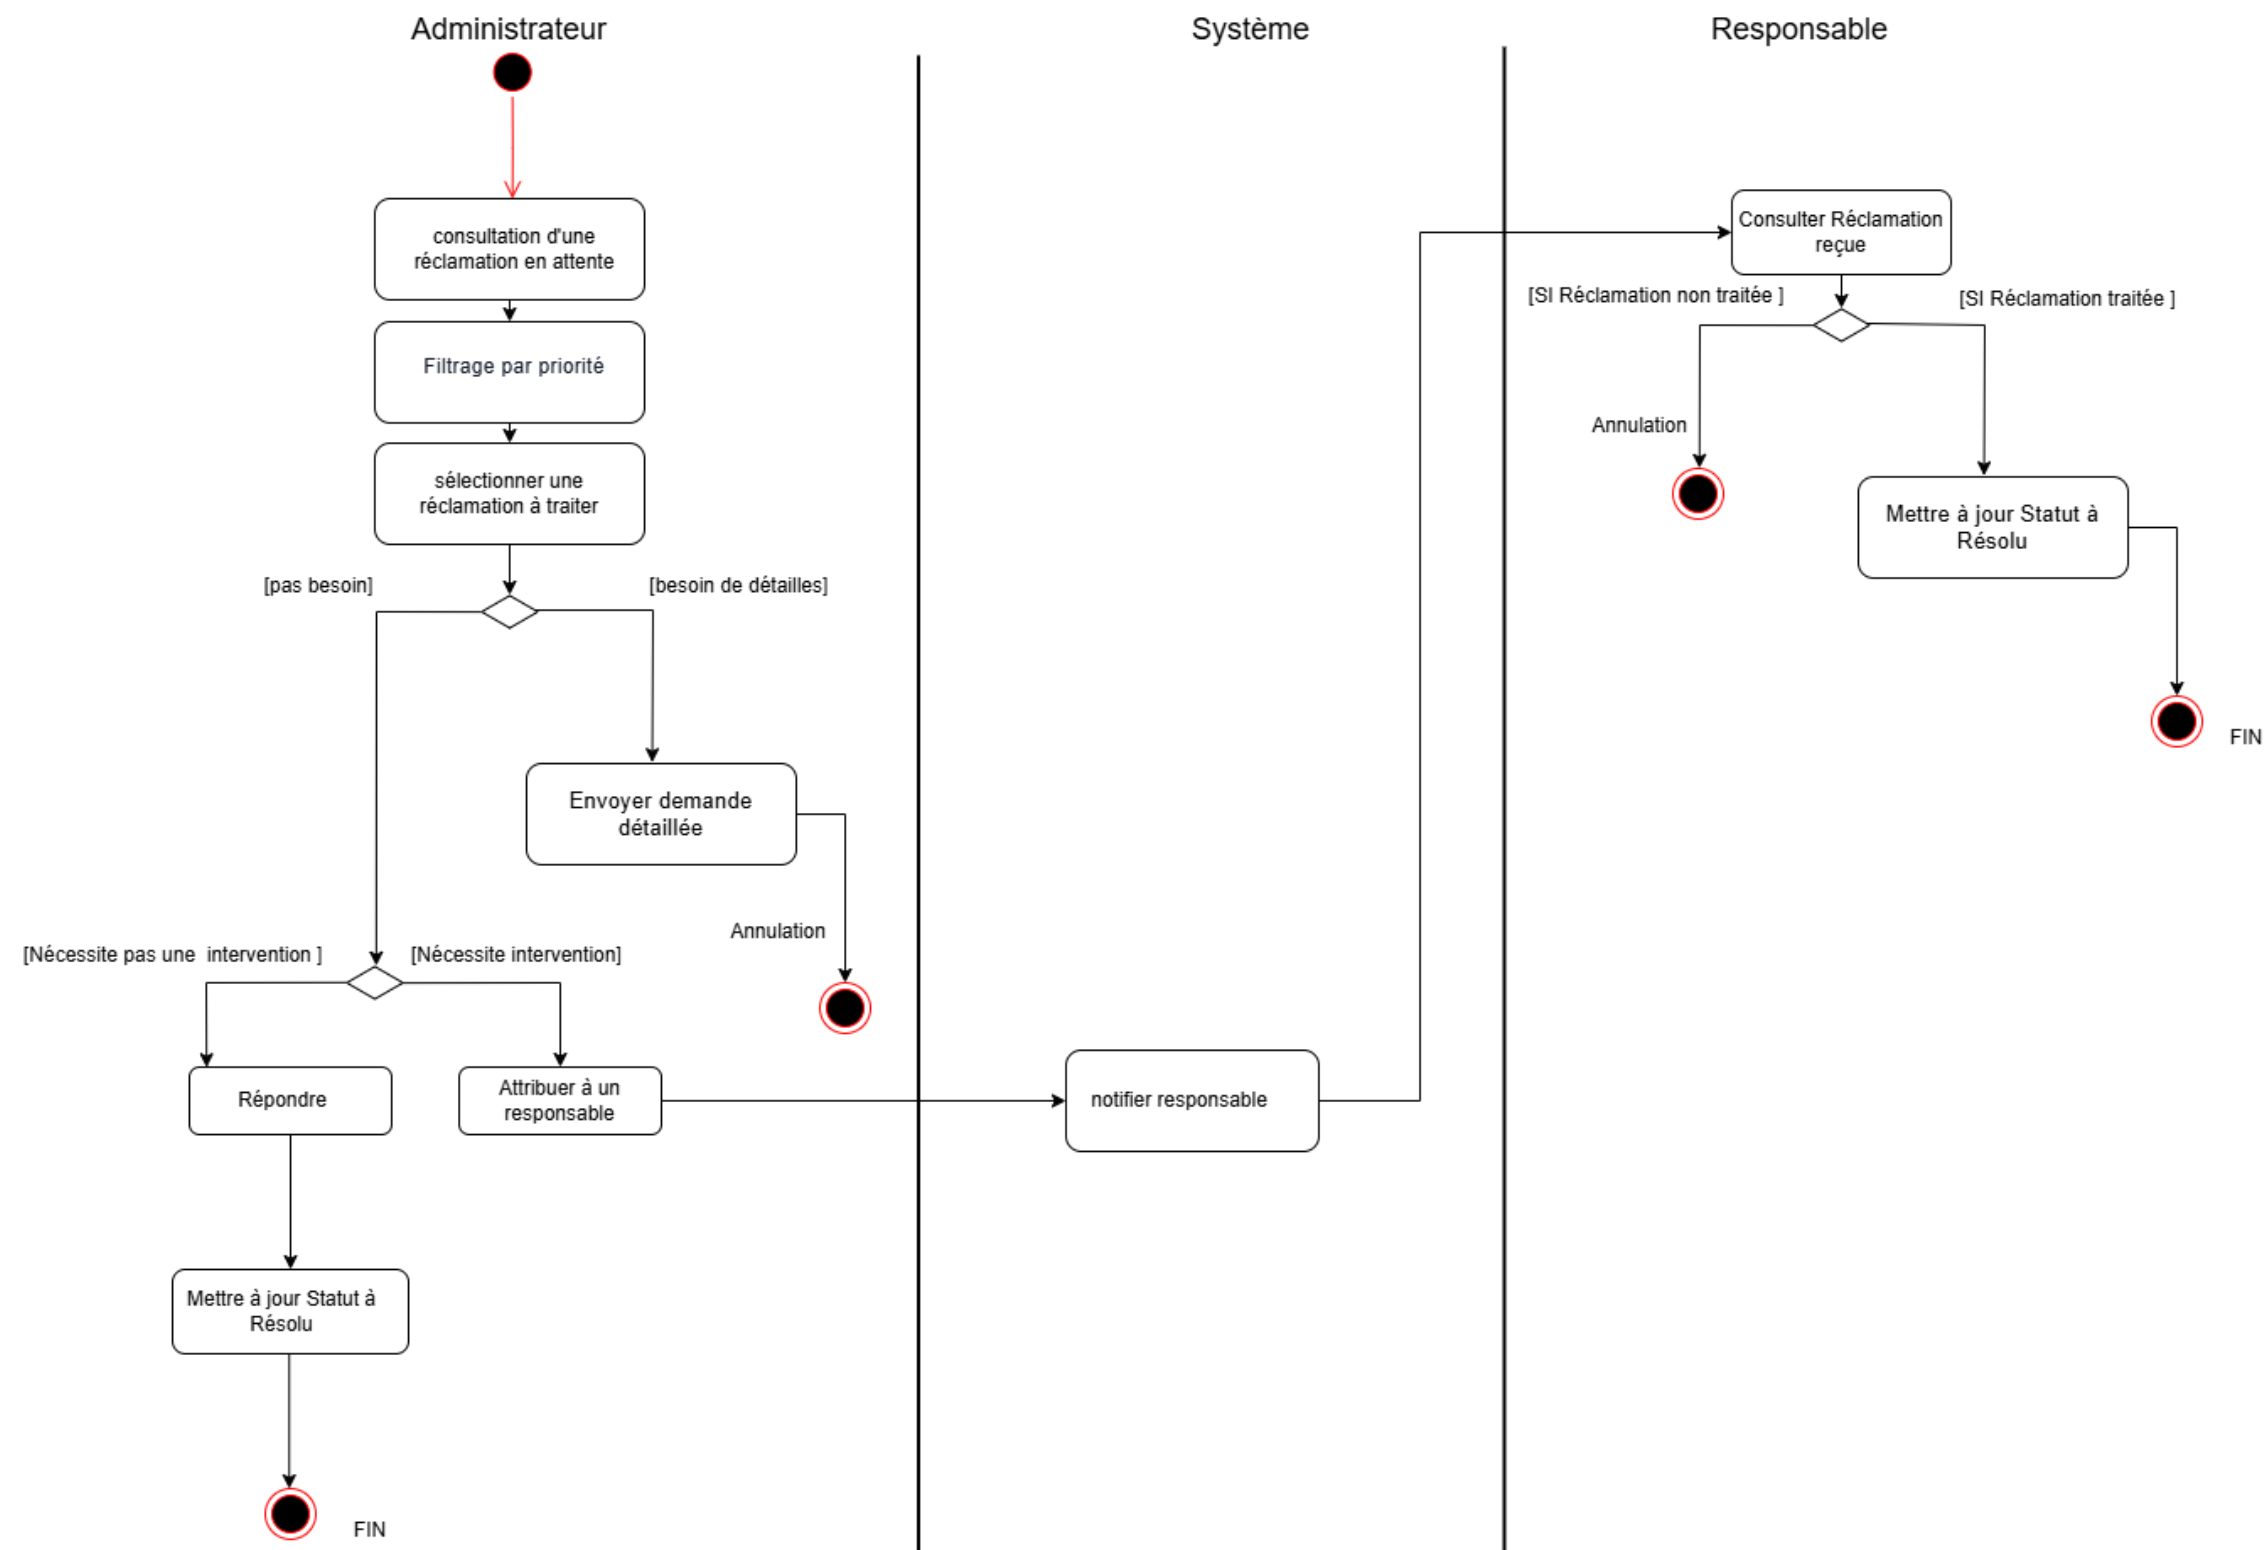 Administrateur
Système
Responsable
consultation d'une
réclamation en attente
Filtrage par priorité
sélectionner une
réclamation à traiter
[pas besoin]
[besoin de détailles]
Envoyer demande
détaillée
Annulation
[Nécessite pas une  intervention ]
[Nécessite intervention]
Répondre
Attribuer à un
responsable
Mettre à jour Statut à
Résolu
FIN
notifier responsable
Consulter Réclamation
reçue
[SI Réclamation non traitée ]
[SI Réclamation traitée ]
Annulation
Mettre à jour Statut à
Résolu
FIN